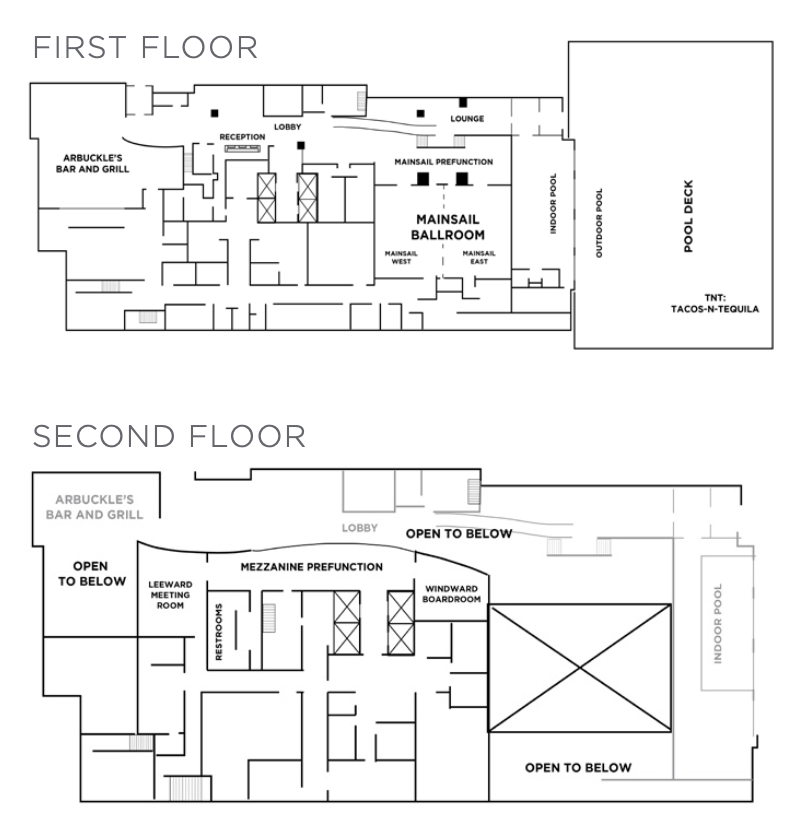 FIRST FLOOR
LOUNGE
LOBBY
RECEPTION
ARBUCKLE'S
BAR AND GRILL
MAINSAIL PREFUNCTION
MAINSAIL
BALLROOM
MAINSAIL
WEST
MAINSAIL
EAST
INDOOR POOL
OUTDOOR POOL
POOL DECK
TNT:
TACOS-N-TEQUILA
SECOND FLOOR
ARBUCKLE'S
BAR AND GRILL
LOBBY
OPEN TO BELOW
OPEN
TO BELOW
MEZZANINE PREFUNCTION
LEEWARD
MEETING
ROOM
RESTROOMS
WINDWARD
BOARDROOM
INDOOR POOL
OPEN TO BELOW